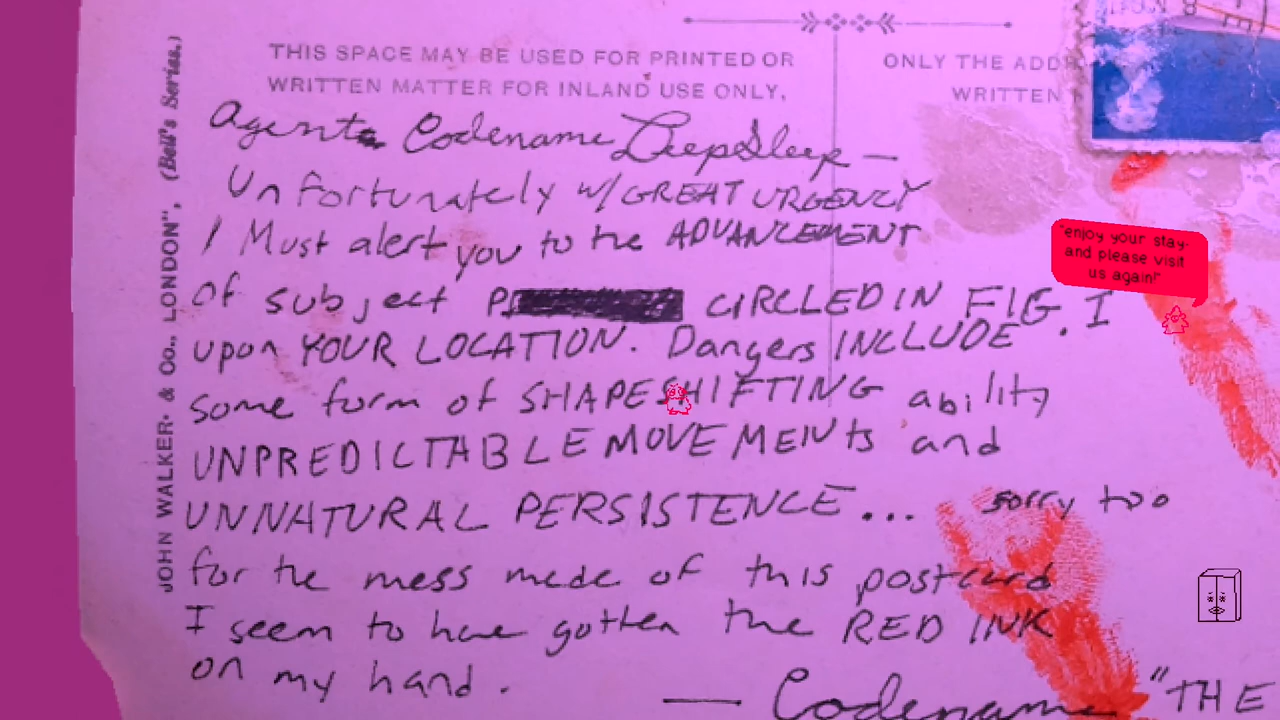 THIS SPACE MAY BE USED FOR PRINTED OR
WRITTEN MATTER FOR INLAND USE ONLY,
ONLY THE ADD
WRITTEN
JOHN WALKER & Co., LONDON", (Bell's Series.)
Agent Codename DeepSleep —
Unfortunately w/ GREAT URGENCY
I Must alert you to the ADVANCEMENT
of subject P CIRCLED IN FIG. I
upon YOUR LOCATION. Dangers INCLUDE
some form of SHAPESHIFTING ability
UNPREDICTABLE MOVEMENts and
UNNATURAL PERSISTENCE... sorry too
for the mess made of this postcard
I seem to have gotten the RED INK
on my hand.
— Codename "THE
"enjoy your stay-
and please visit
us again!"